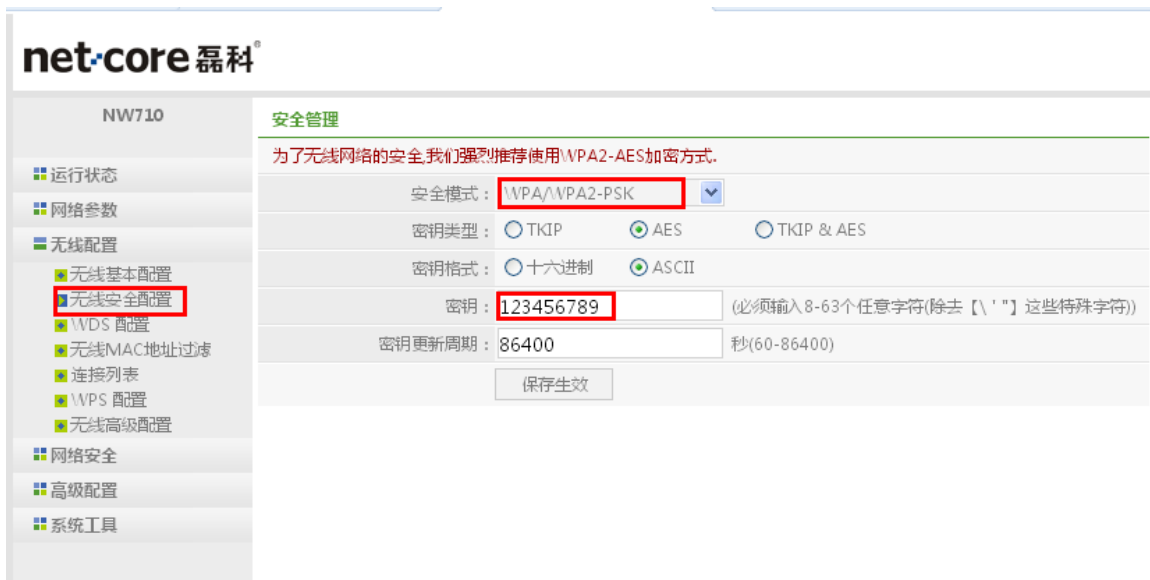 net-core 磊科®
NW710
运行状态
网络参数
无线配置
无线基本配置
无线安全配置
WDS 配置
无线MAC地址过滤
连接列表
WPS 配置
无线高级配置
网络安全
高级配置
系统工具
安全管理
为了无线网络的安全,我们强烈推荐使用WPA2-AES加密方式.
安全模式： WPA/WPA2-PSK
密钥类型： TKIP AES TKIP & AES
密钥格式： 十六进制 ASCII
密钥： 123456789 (必须输入8-63个任意字符(除去【\ ' "】这些特殊字符))
密钥更新周期： 86400 秒(60-86400)
保存生效